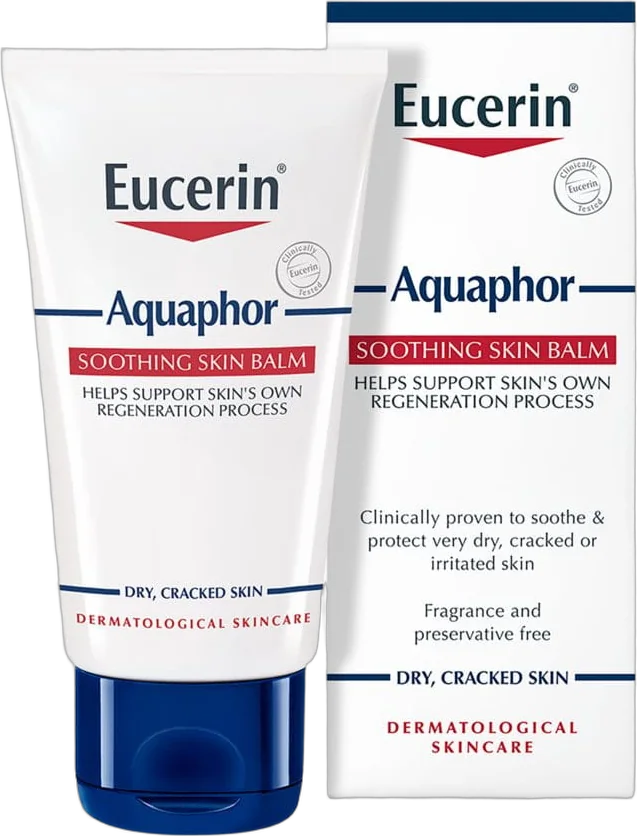 Eucerin®
Clinically
Eucerin
Tested
Aquaphor
SOOTHING SKIN BALM
HELPS SUPPORT SKIN'S OWN
REGENERATION PROCESS
DRY, CRACKED SKIN
DERMATOLOGICAL SKINCARE
Eucerin®
Clinically
Eucerin
Tested
Aquaphor
SOOTHING SKIN BALM
HELPS SUPPORT SKIN'S OWN
REGENERATION PROCESS
Clinically proven to soothe &
protect very dry, cracked or
irritated skin
Fragrance and
preservative free
DRY, CRACKED SKIN
DERMATOLOGICAL
SKINCARE